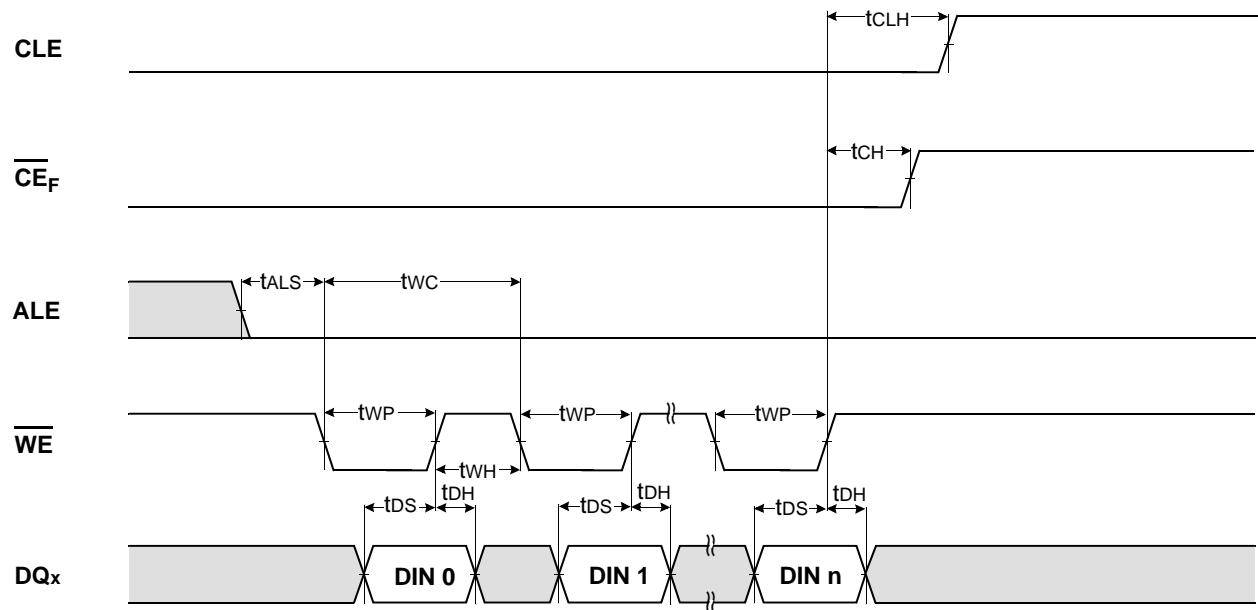 tCLH
CLE
tCH
CEF
tALS
tWC
ALE
tWP
tWP
tWP
WE
tWH
tDS
tDH
tDS
tDH
tDS
tDH
DQx
DIN 0
DIN 1
DIN n